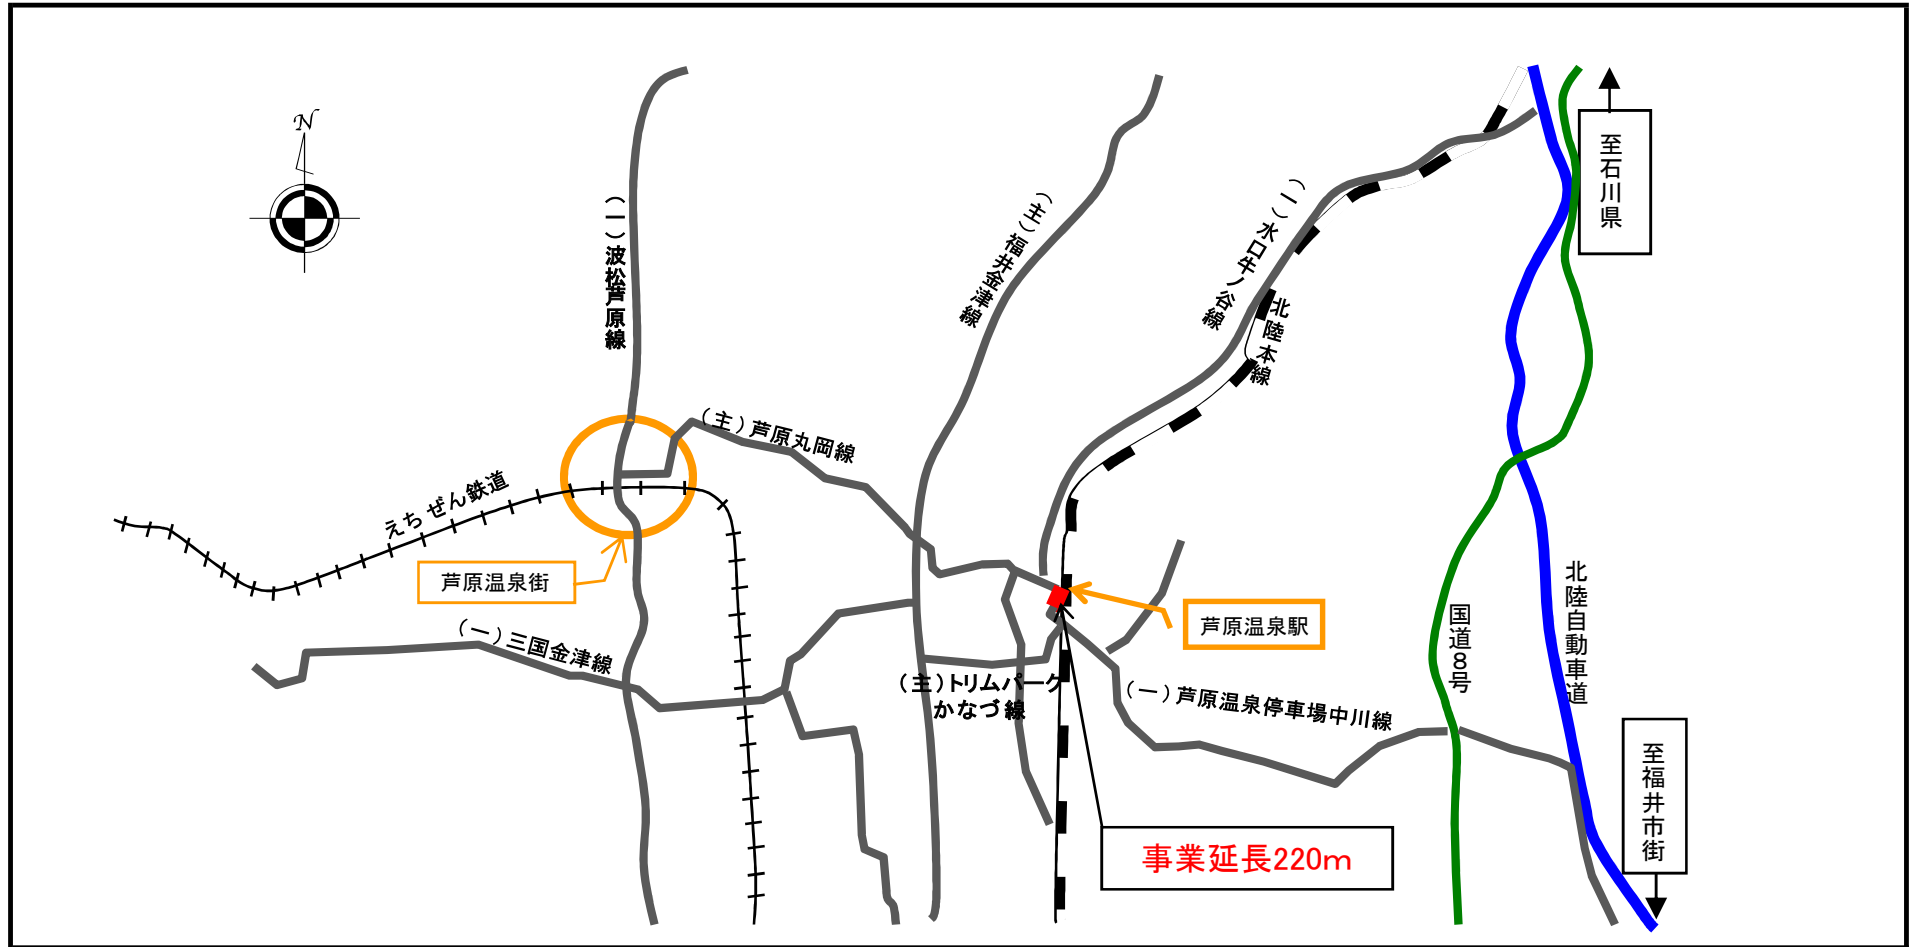 N
至石川県
（一）波松芦原線
（主）福井金津線
（一）水口牛ノ谷線
北陸本線
（主）芦原丸岡線
えちぜん鉄道
芦原温泉街
（一）三国金津線
芦原温泉駅
（主）トリムパーク
かなづ線
（一）芦原温泉停車場中川線
国道８号
北陸自動車道
至福井市街
事業延長220m